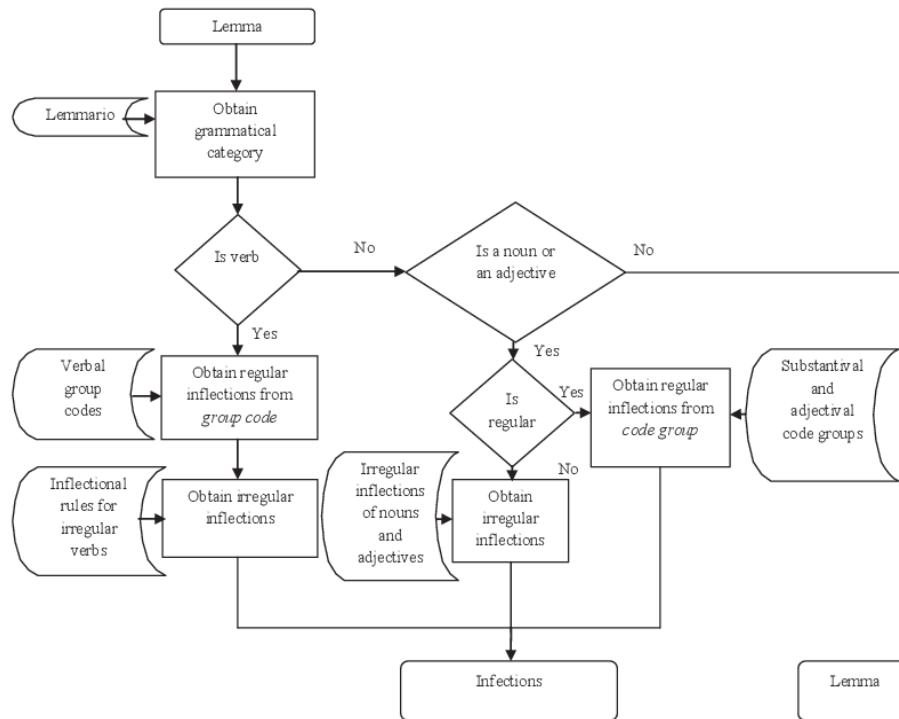 Lemma
Lemmario
Obtain
grammatical
category
Is verb
No
Is a noun or
an adjective
No
Yes
Yes
Verbal
group
codes
Obtain regular
inflections from
group code
Is
regular
Yes
Obtain regular
inflections from
code group
Substantival
and
adjectival
code groups
Inflectional
rules for
irregular
verbs
Obtain irregular
inflections
Irregular
inflections
of nouns
and
adjectives
No
Obtain
irregular
inflections
Infections
Lemma